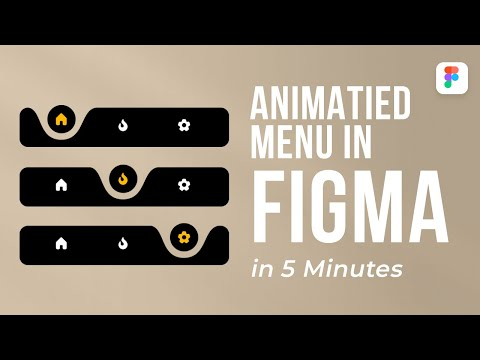 ANIMATIED
MENU IN
FIGMA
in 5 Minutes